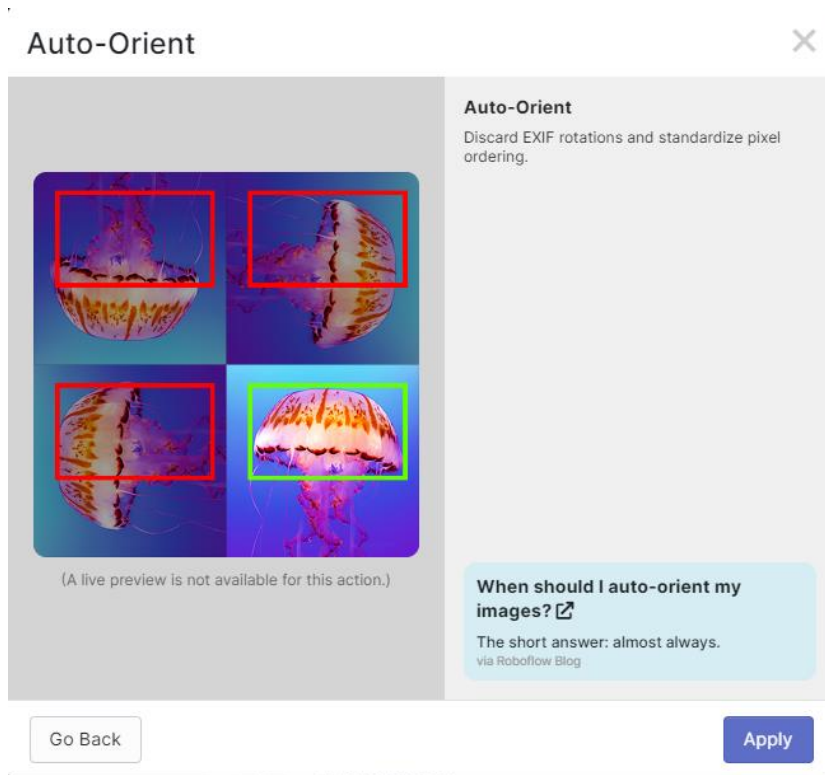 Auto-Orient
Auto-Orient
Discard EXIF rotations and standardize pixel
ordering.
(A live preview is not available for this action.)
When should I auto-orient my
images?
The short answer: almost always.
via Roboflow Blog
Go Back
Apply